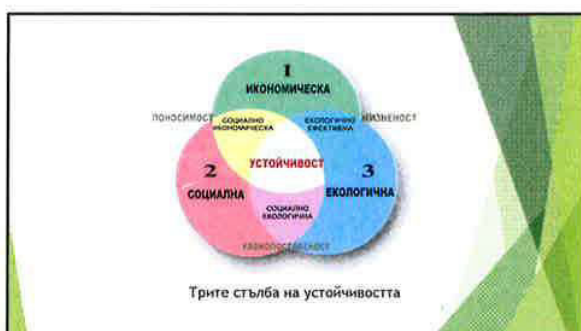 1
ИКОНОМИЧЕСКА
ПОНОСИМОСТ
СОЦИАЛНО
ИКОНОМИЧЕСКА
ЕКОЛОГИЧНО
ЕФЕКТИВНА
УСТОЙЧИВОСТ
2
СОЦИАЛНА
3
ЕКОЛОГИЧНА
СОЦИАЛНО
ЕКОЛОГИЧНА
Трите стълба на устойчивостта